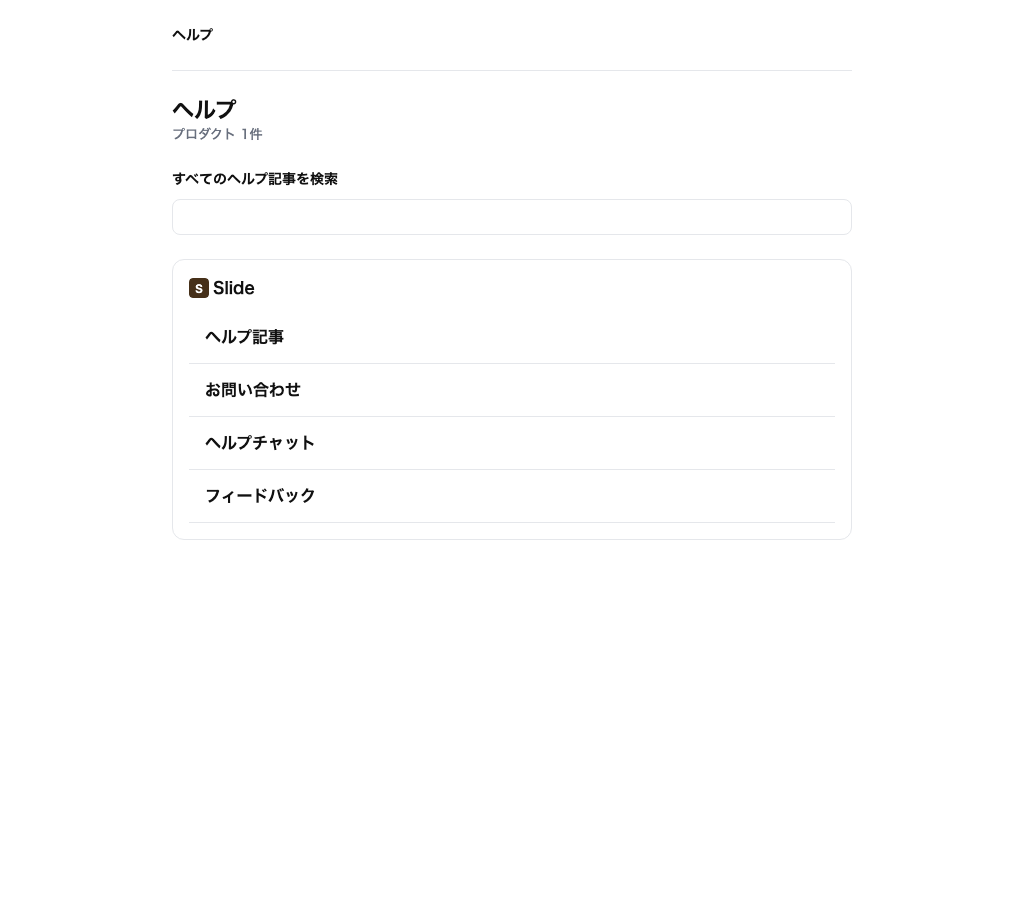 ヘルプ
ヘルプ
プロダクト 1件
すべてのヘルプ記事を検索
S Slide
ヘルプ記事
お問い合わせ
ヘルプチャット
フィードバック